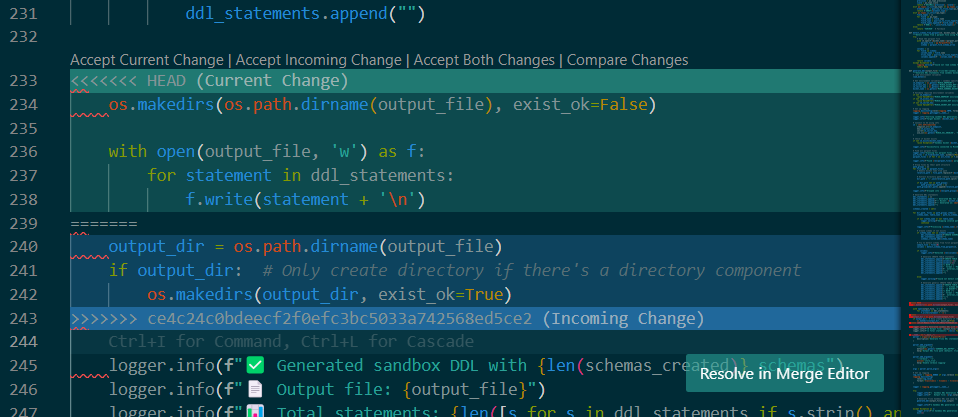 231 ddl_statements.append("")
232
Accept Current Change | Accept Incoming Change | Accept Both Changes | Compare Changes
233 <<<<<<< HEAD (Current Change)
234 os.makedirs(os.path.dirname(output_file), exist_ok=False)
235
236 with open(output_file, 'w') as f:
237 for statement in ddl_statements:
238 f.write(statement + '\n')
239 =======
240 output_dir = os.path.dirname(output_file)
241 if output_dir:  # Only create directory if there's a directory component
242 os.makedirs(output_dir, exist_ok=True)
243 >>>>>>> ce4c24c0bdeecf2f0efc3bc5033a742568ed5ce2 (Incoming Change)
244 Ctrl+I for Command, Ctrl+L for Cascade
245 logger.info(f"✅ Generated sandbox DDL with {len(schemas_created)} schemas")
Resolve in Merge Editor
246 logger.info(f"📄 Output file: {output_file}")
247 logger.info(f"📊 Total statements: {len([s for s in ddl_statements if s.strip() an